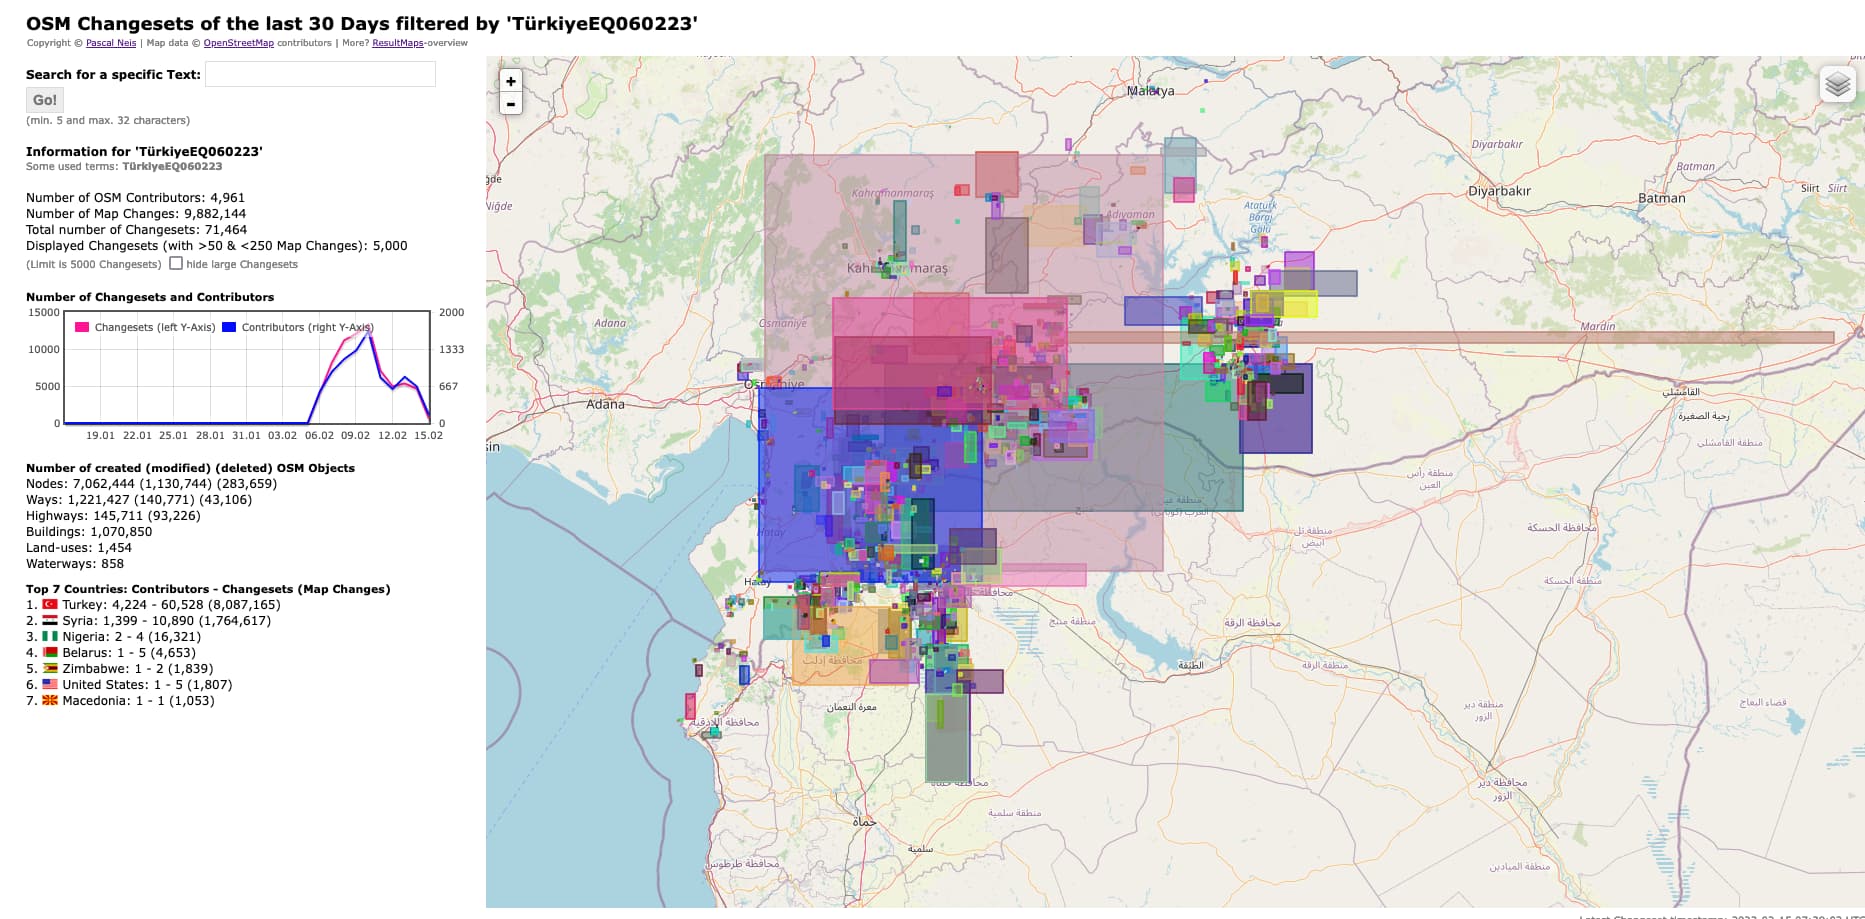 OSM Changesets of the last 30 Days filtered by 'TürkiyeEQ060223'
Copyright © Pascal Neis | Map data © OpenStreetMap contributors | More? ResultMaps-overview
Search for a specific Text:
Go!
(min. 5 and max. 32 characters)
Information for 'TürkiyeEQ060223'
Some used terms: TürkiyeEQ060223
Number of OSM Contributors: 4,961
Number of Map Changes: 9,882,144
Total number of Changesets: 71,464
Displayed Changesets (with >50 & <250 Map Changes): 5,000
(Limit is 5000 Changesets) hide large Changesets
Number of Changesets and Contributors
15000 2000
Changesets (left Y-Axis) Contributors (right Y-Axis)
10000 1333
5000 667
0 0
19.01 22.01 25.01 28.01 31.01 03.02 06.02 09.02 12.02 15.02
Number of created (modified) (deleted) OSM Objects
Nodes: 7,062,444 (1,130,744) (283,659)
Ways: 1,221,427 (140,771) (43,106)
Highways: 145,711 (93,226)
Buildings: 1,070,850
Land-uses: 1,454
Waterways: 858
Top 7 Countries: Contributors - Changesets (Map Changes)
1. Turkey: 4,224 - 60,528 (8,087,165)
2. Syria: 1,399 - 10,890 (1,764,617)
3. Nigeria: 2 - 4 (16,321)
4. Belarus: 1 - 5 (4,653)
5. Zimbabwe: 1 - 2 (1,839)
6. United States: 1 - 5 (1,807)
7. Macedonia: 1 - 1 (1,053)
+
-
Malatya
Diyarbakır
Batman
Kahramanmaraş
Diyarbakır
Siirt Siirt
Niğde
Batman
Adıyaman
Atatürk
Baraj
Gölü
Adana
Osmaniye
Mardin
Osmaniye
Adana
القامشلي
رحبة الصغيرة
منطقة القامشلي
منطقة رأس
العين
Hatay
محافظة الحسكة
منطقة تل
أبيض
الحسكة
محافظة الحسكة
منطقة منبج
محافظة الرقة
محافظة إدلب
الطبقة
منطقة الرقة
معرة النعمان
منطقة دير
الزور
قضاء البعاج
محافظة اللاذقية
محافظة حماة
محافظة دير
الزور
منطقة سلمية
حماة
سلمية
محافظة طرطوس
منطقة الميادين